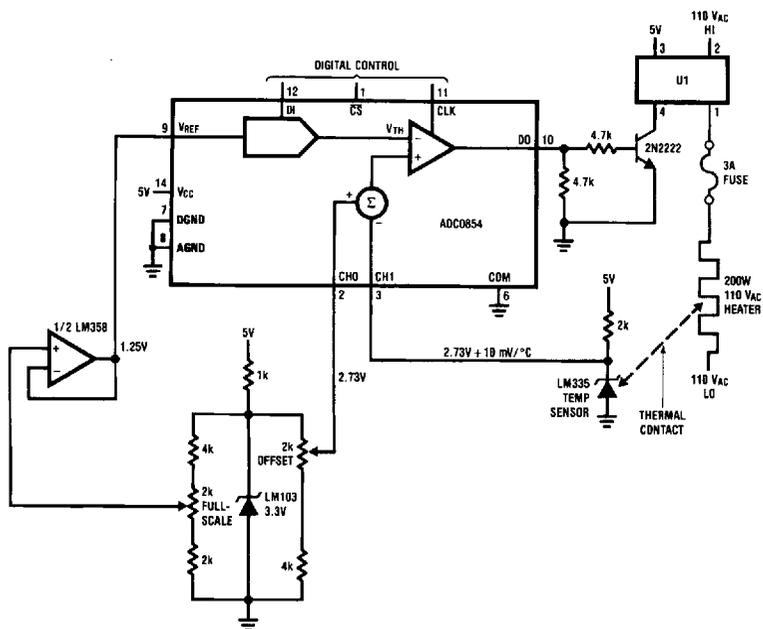 110 VAC
HI
5V
3
2
U1
4
1
DIGITAL CONTROL
12
1
11
DI
CS
CLK
9
VREF
VTH
-
+
DO
10
4.7k
2N2222
4.7k
3A
FUSE
14
5V
VCC
7
DGND
8
AGND
+
Σ
-
ADC0854
CH0
CH1
COM
2
3
6
200W
110 VAC
HEATER
5V
2k
1/2 LM358
1.25V
+
-
5V
1k
2.73V
2.73V + 10 mV/°C
LM335
TEMP
SENSOR
THERMAL
CONTACT
110 VAC
LO
4k
2k
OFFSET
2k
FULL-
SCALE
LM103
3.3V
2k
4k